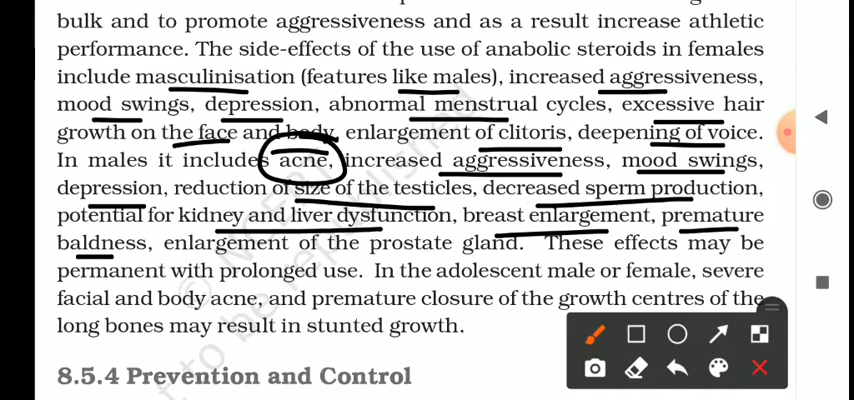 bulk and to promote aggressiveness and as a result increase athletic
performance. The side-effects of the use of anabolic steroids in females
include masculinisation (features like males), increased aggressiveness,
mood swings, depression, abnormal menstrual cycles, excessive hair
growth on the face and body, enlargement of clitoris, deepening of voice.
In males it includes acne, increased aggressiveness, mood swings,
depression, reduction of size of the testicles, decreased sperm production,
potential for kidney and liver dysfunction, breast enlargement, premature
baldness, enlargement of the prostate gland. These effects may be
permanent with prolonged use. In the adolescent male or female, severe
facial and body acne, and premature closure of the growth centres of the
long bones may result in stunted growth.
8.5.4 Prevention and Control